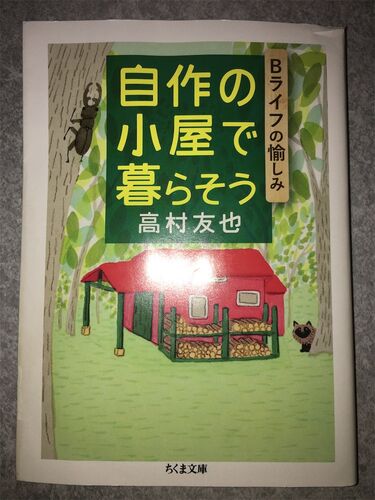 自作の
小屋で
暮らそう
Bライフの愉しみ
高村友也
ちくま文庫